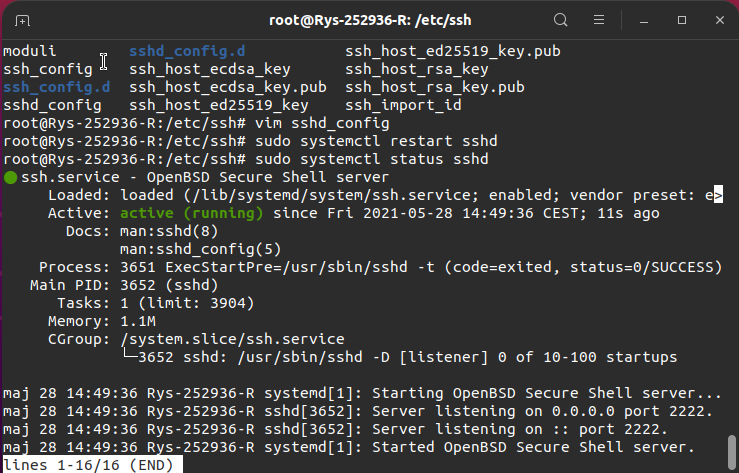 root@Rys-252936-R: /etc/ssh
moduli sshd_config.d ssh_host_ed25519_key.pub
ssh_config ssh_host_ecdsa_key ssh_host_rsa_key
ssh_config.d ssh_host_ecdsa_key.pub ssh_host_rsa_key.pub
sshd_config ssh_host_ed25519_key ssh_import_id
root@Rys-252936-R:/etc/ssh# vim sshd_config
root@Rys-252936-R:/etc/ssh# sudo systemctl restart sshd
root@Rys-252936-R:/etc/ssh# sudo systemctl status sshd
● ssh.service - OpenBSD Secure Shell server
Loaded: loaded (/lib/systemd/system/ssh.service; enabled; vendor preset: e>
Active: active (running) since Fri 2021-05-28 14:49:36 CEST; 11s ago
Docs: man:sshd(8)
man:sshd_config(5)
Process: 3651 ExecStartPre=/usr/sbin/sshd -t (code=exited, status=0/SUCCESS)
Main PID: 3652 (sshd)
Tasks: 1 (limit: 3904)
Memory: 1.1M
CGroup: /system.slice/ssh.service
└─3652 sshd: /usr/sbin/sshd -D [listener] 0 of 10-100 startups
maj 28 14:49:36 Rys-252936-R systemd[1]: Starting OpenBSD Secure Shell server...
maj 28 14:49:36 Rys-252936-R sshd[3652]: Server listening on 0.0.0.0 port 2222.
maj 28 14:49:36 Rys-252936-R sshd[3652]: Server listening on :: port 2222.
maj 28 14:49:36 Rys-252936-R systemd[1]: Started OpenBSD Secure Shell server.
lines 1-16/16 (END)